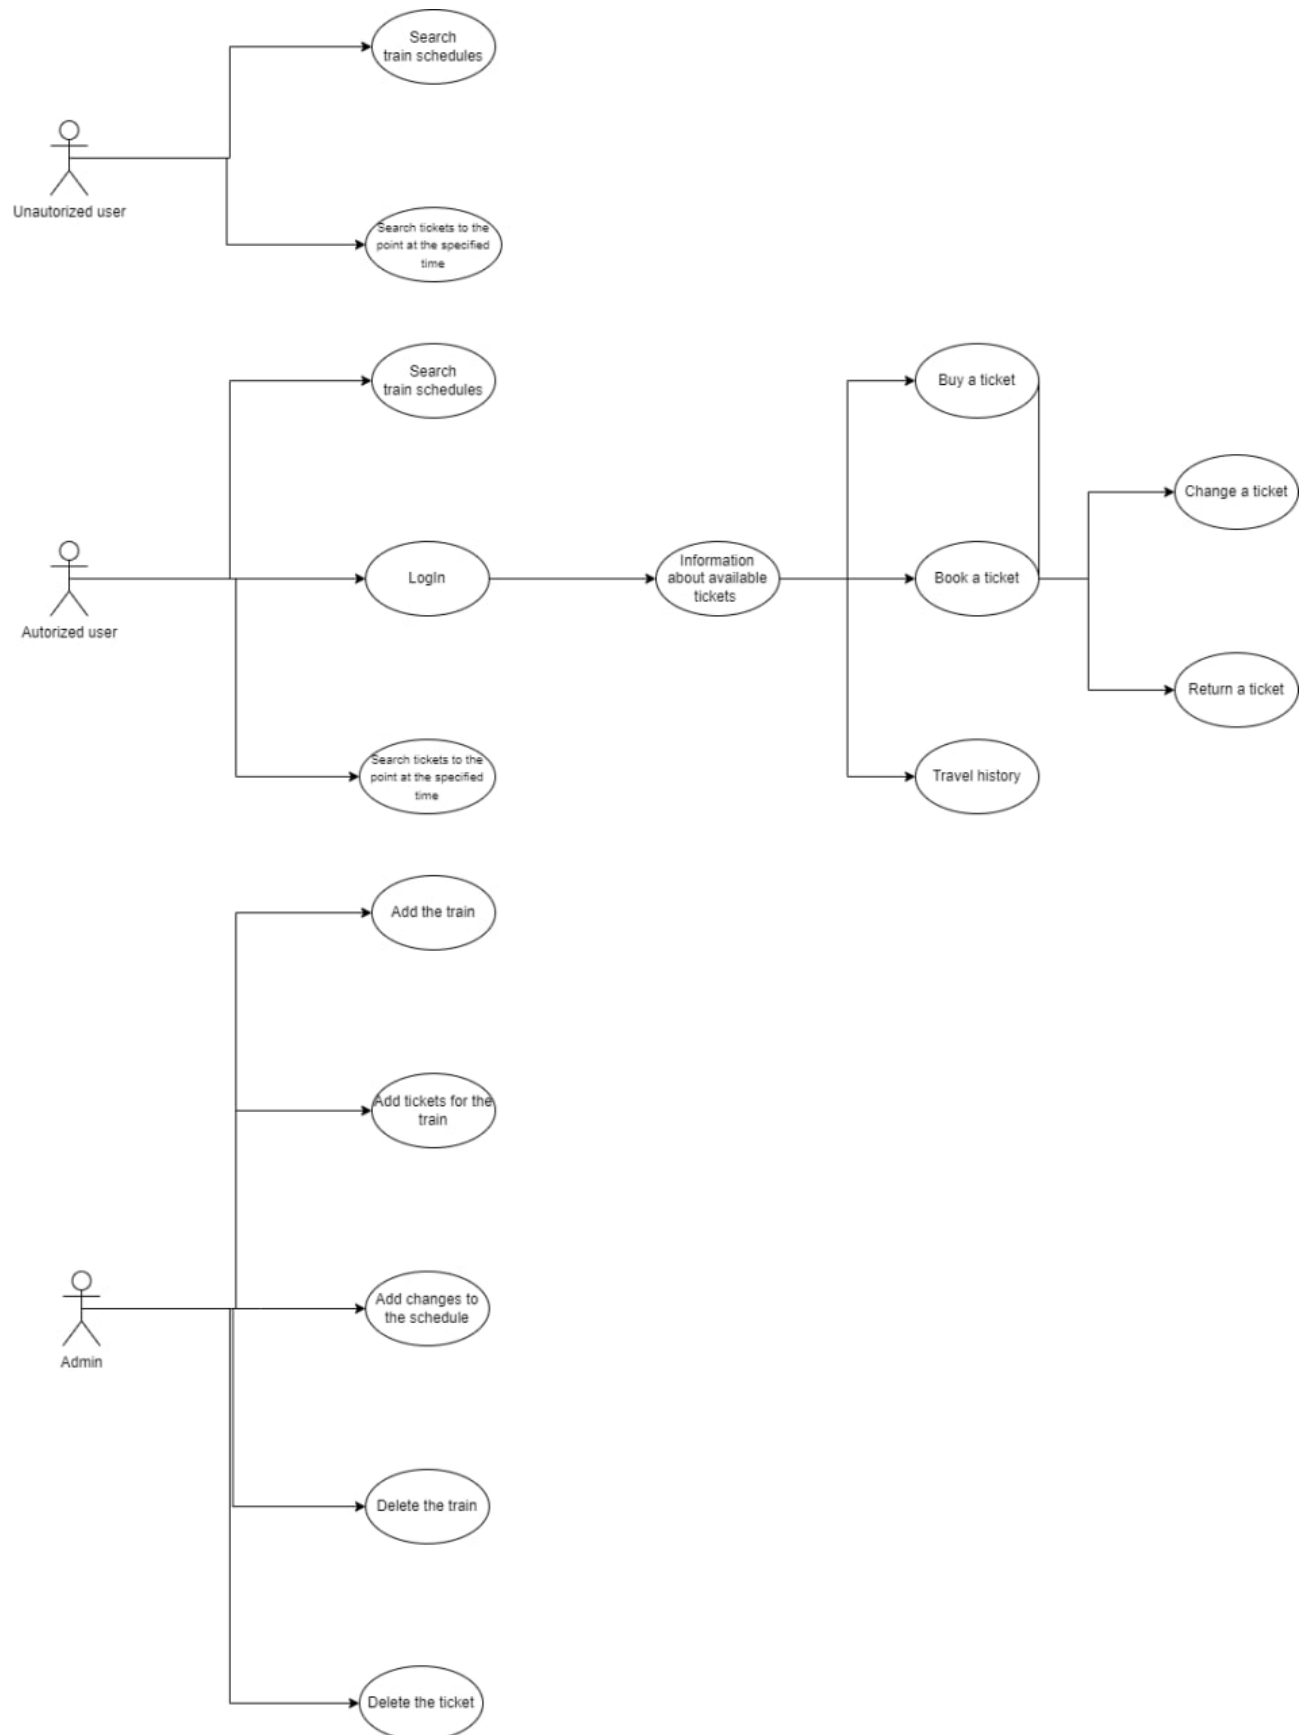 Search
train schedules
Unautorized user
Search tickets to the
point at the specified
time
Search
train schedules
Buy a ticket
Change a ticket
Autorized user
LogIn
Information
about available
tickets
Book a ticket
Return a ticket
Search tickets to the
point at the specified
time
Travel history
Add the train
Add tickets for the
train
Admin
Add changes to
the schedule
Delete the train
Delete the ticket